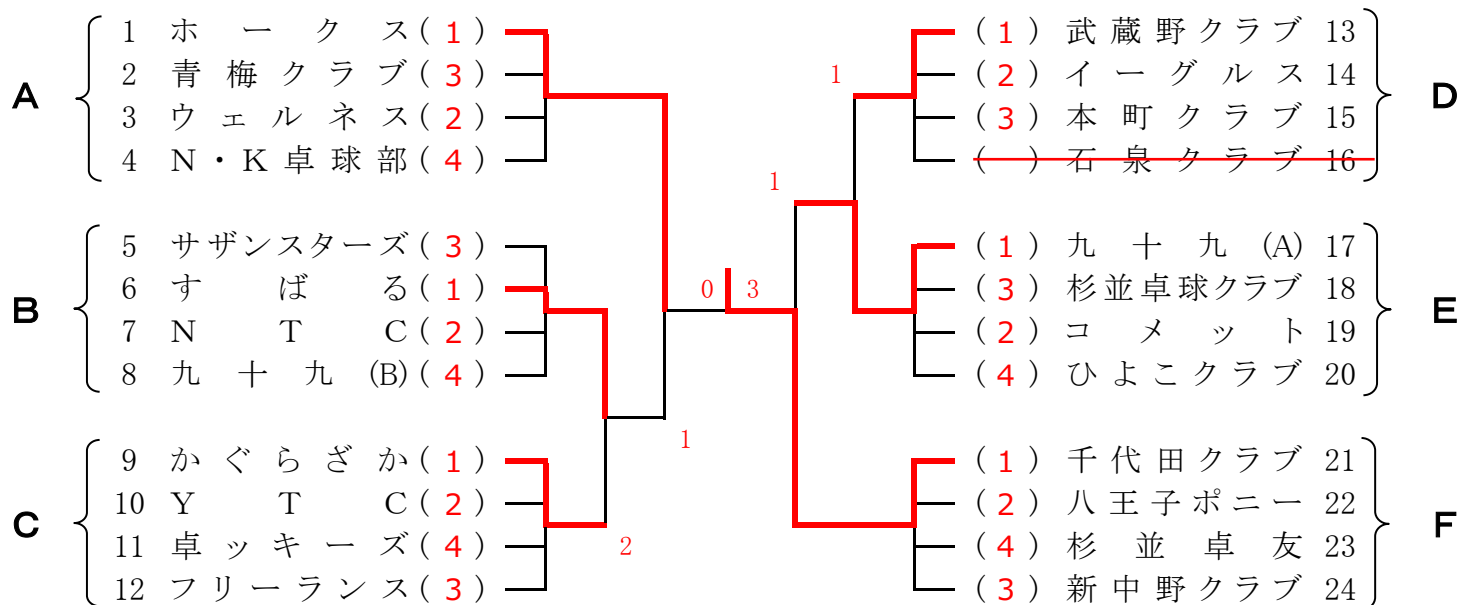 A
1 ホークス(1)
2 青梅クラブ(3)
3 ウェルネス(2)
4 N・K卓球部(4)
B
5 サザンスターズ(3)
6 すばる(1)
7 NTC(2)
8 九十九(B)(4)
C
9 かぐらざか(1)
10 YTC(2)
11 卓ッキーズ(4)
12 フリーランス(3)
1
2
0 3
1
1
D
(1) 武蔵野クラブ 13
(2) イーグルス 14
(3) 本町クラブ 15
( ) 石泉クラブ 16
E
(1) 九十九(A) 17
(3) 杉並卓球クラブ 18
(2) コメット 19
(4) ひよこクラブ 20
F
(1) 千代田クラブ 21
(2) 八王子ポニー 22
(4) 杉並卓友 23
(3) 新中野クラブ 24